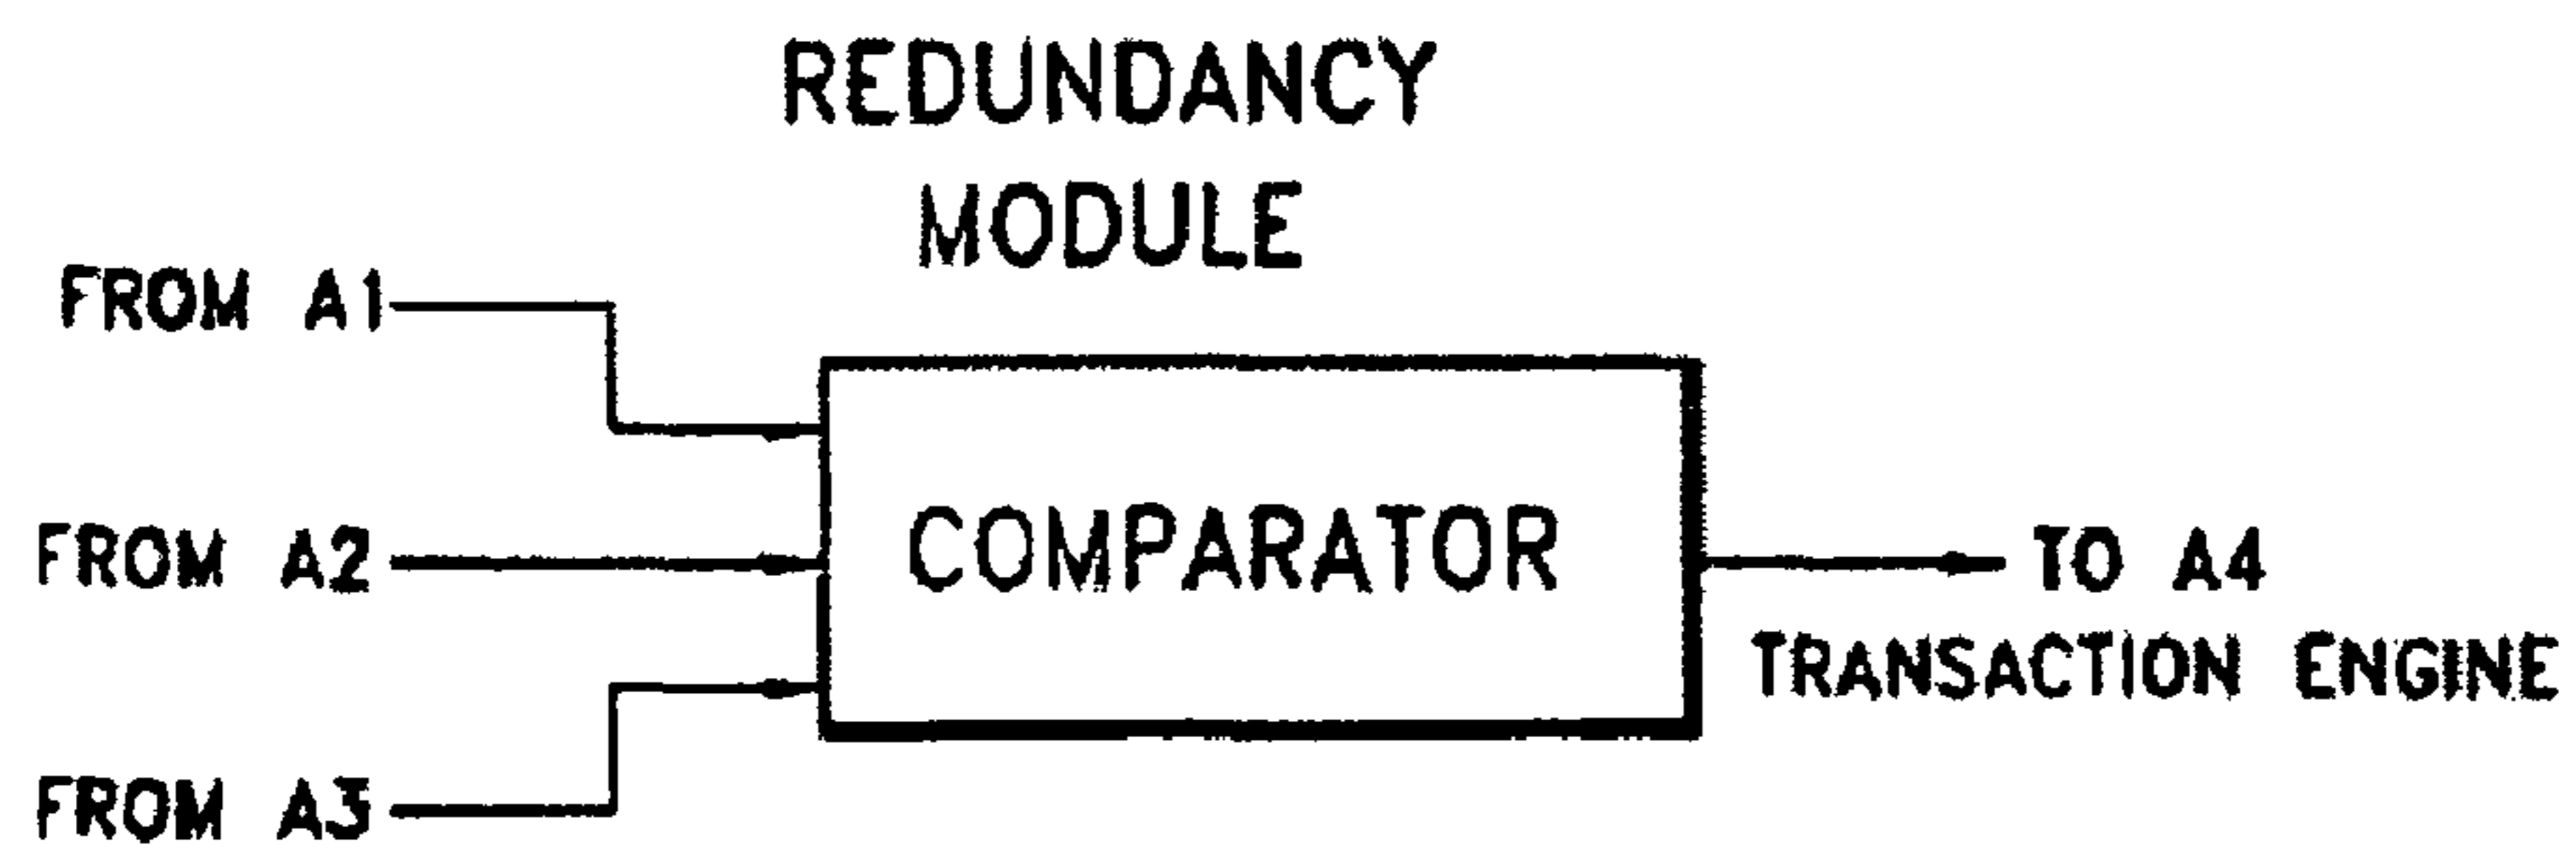 REDUNDANCY
MODULE
FROM A1
FROM A2
COMPARATOR
TO A4
TRANSACTION ENGINE
FROM A3